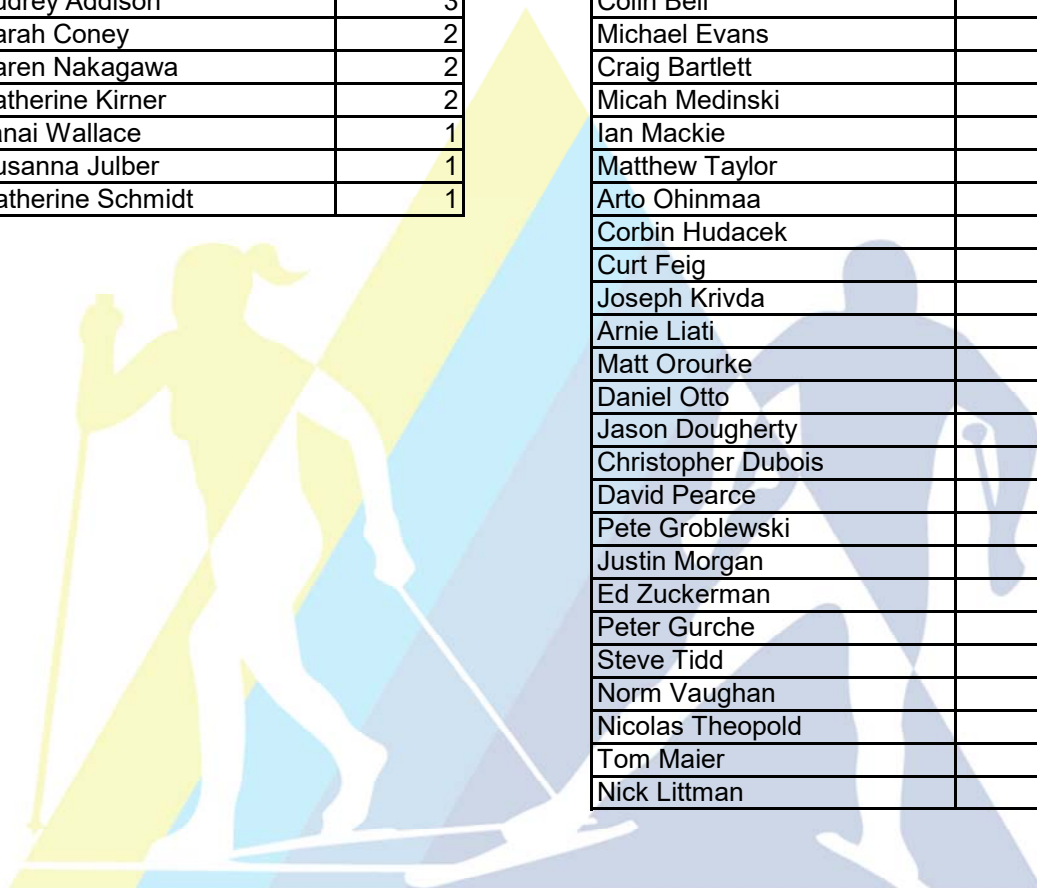 udrey Addison 3
arah Coney 2
aren Nakagawa 2
atherine Kirner 2
anai Wallace 1
usanna Julber 1
atherine Schmidt 1
Colin Bell
Michael Evans
Craig Bartlett
Micah Medinski
Ian Mackie
Matthew Taylor
Arto Ohinmaa
Corbin Hudacek
Curt Feig
Joseph Krivda
Arnie Liati
Matt Orourke
Daniel Otto
Jason Dougherty
Christopher Dubois
David Pearce
Pete Groblewski
Justin Morgan
Ed Zuckerman
Peter Gurche
Steve Tidd
Norm Vaughan
Nicolas Theopold
Tom Maier
Nick Littman